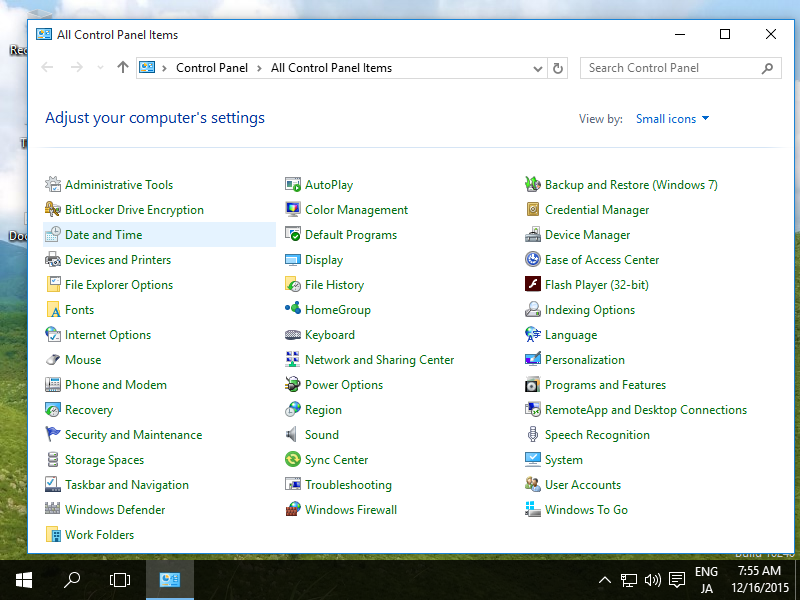 All Control Panel Items
Control Panel > All Control Panel Items
Search Control Panel
Adjust your computer's settings
View by: Small icons
Administrative Tools
AutoPlay
Backup and Restore (Windows 7)
BitLocker Drive Encryption
Color Management
Credential Manager
Date and Time
Default Programs
Device Manager
Devices and Printers
Display
Ease of Access Center
File Explorer Options
File History
Flash Player (32-bit)
Fonts
HomeGroup
Indexing Options
Internet Options
Keyboard
Language
Mouse
Network and Sharing Center
Personalization
Phone and Modem
Power Options
Programs and Features
Recovery
Region
RemoteApp and Desktop Connections
Security and Maintenance
Sound
Speech Recognition
Storage Spaces
Sync Center
System
Taskbar and Navigation
Troubleshooting
User Accounts
Windows Defender
Windows Firewall
Windows To Go
Work Folders
ENG
JA
7:55 AM
12/16/2015